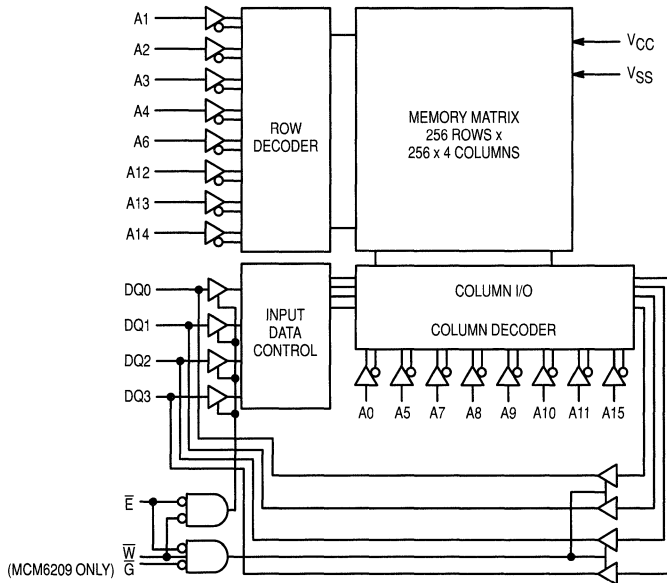 A1
A2
A3
A4
A6
A12
A13
A14
ROW
DECODER
MEMORY MATRIX
256 ROWS x
256 x 4 COLUMNS
VCC
VSS
DQ0
DQ1
DQ2
DQ3
INPUT
DATA
CONTROL
COLUMN I/O
COLUMN DECODER
A0 A5 A7 A8 A9 A10 A11 A15
E̅
W̅
(MCM6209 ONLY) G̅